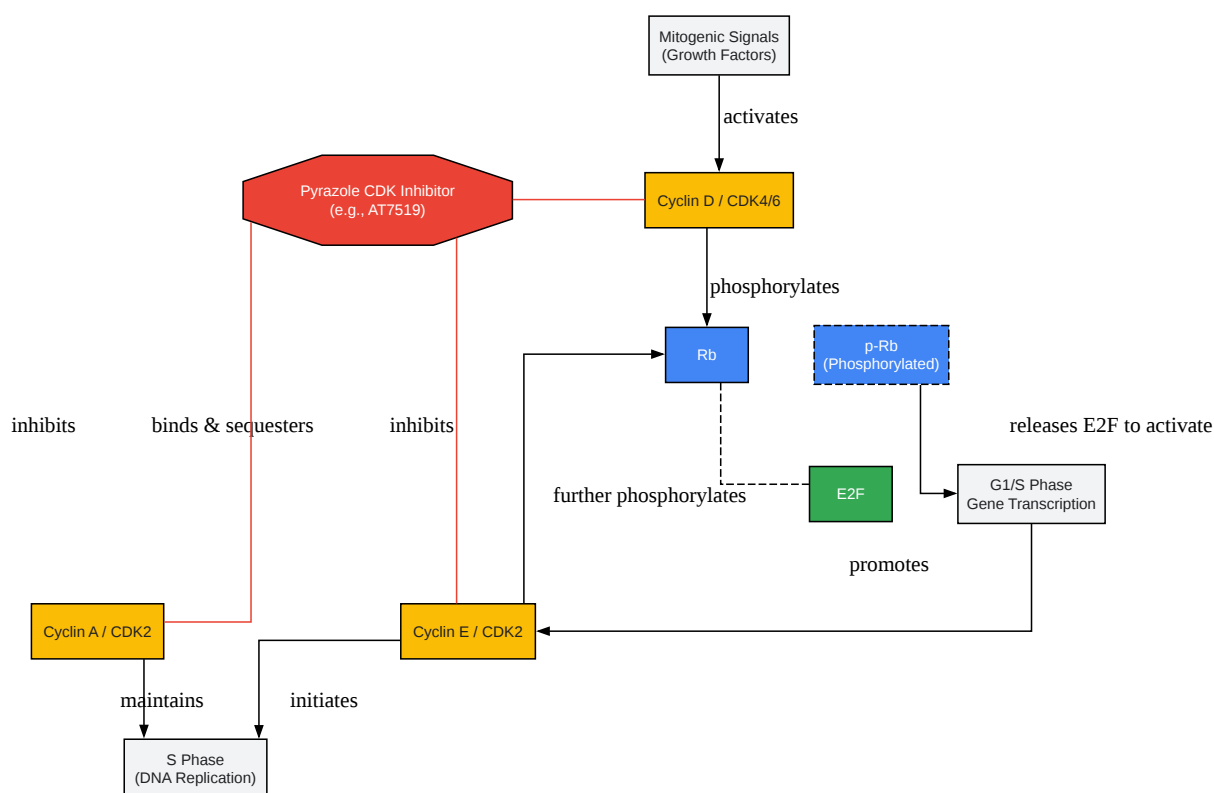 Mitogenic Signals
(Growth Factors)
activates
Pyrazole CDK Inhibitor
(e.g., AT7519)
Cyclin D / CDK4/6
phosphorylates
Rb
p-Rb
(Phosphorylated)
inhibits
binds & sequesters
inhibits
releases E2F to activate
further phosphorylates
E2F
G1/S Phase
Gene Transcription
promotes
Cyclin A / CDK2
Cyclin E / CDK2
maintains
initiates
S Phase
(DNA Replication)